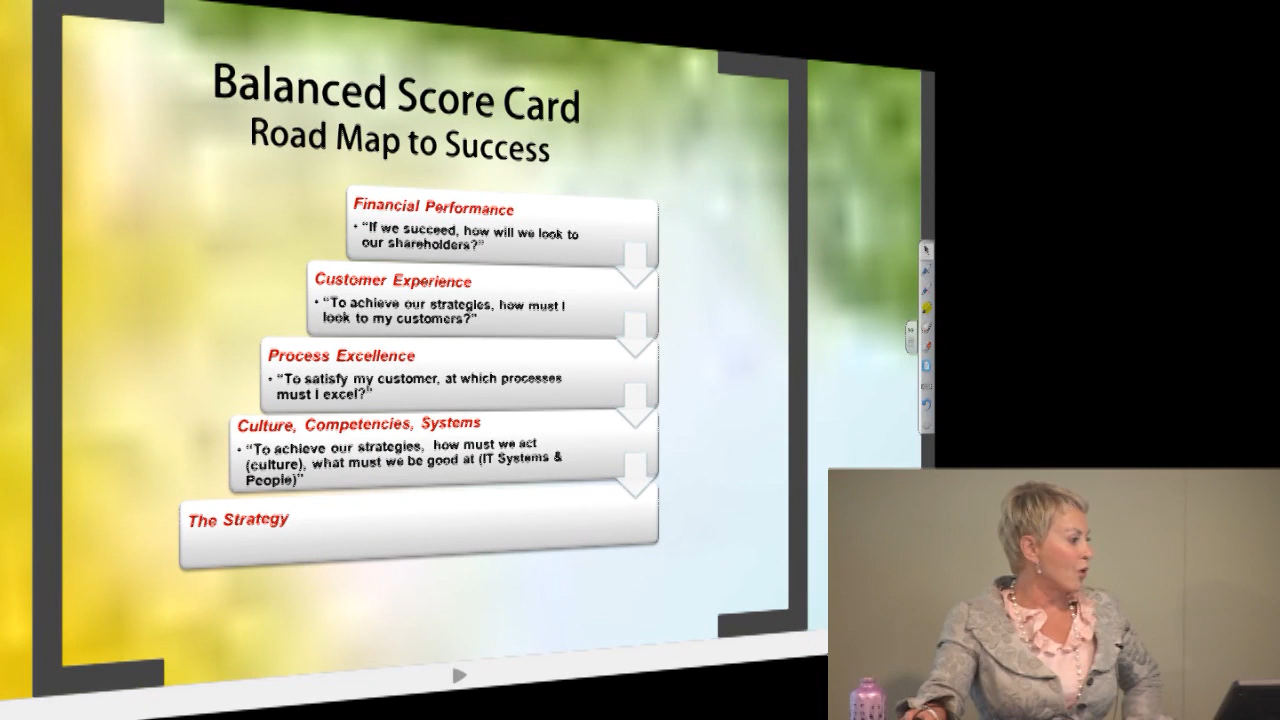 Balanced Score Card
Road Map to Success
Financial Performance
• “If we succeed, how will we look to
our shareholders?”
Customer Experience
• “To achieve our strategies, how must I
look to my customers?”
Process Excellence
• “To satisfy my customer, at which processes
must I excel?”
Culture, Competencies, Systems
• “To achieve our strategies, how must we act
(culture), what must we be good at (IT Systems &
People)”
The Strategy